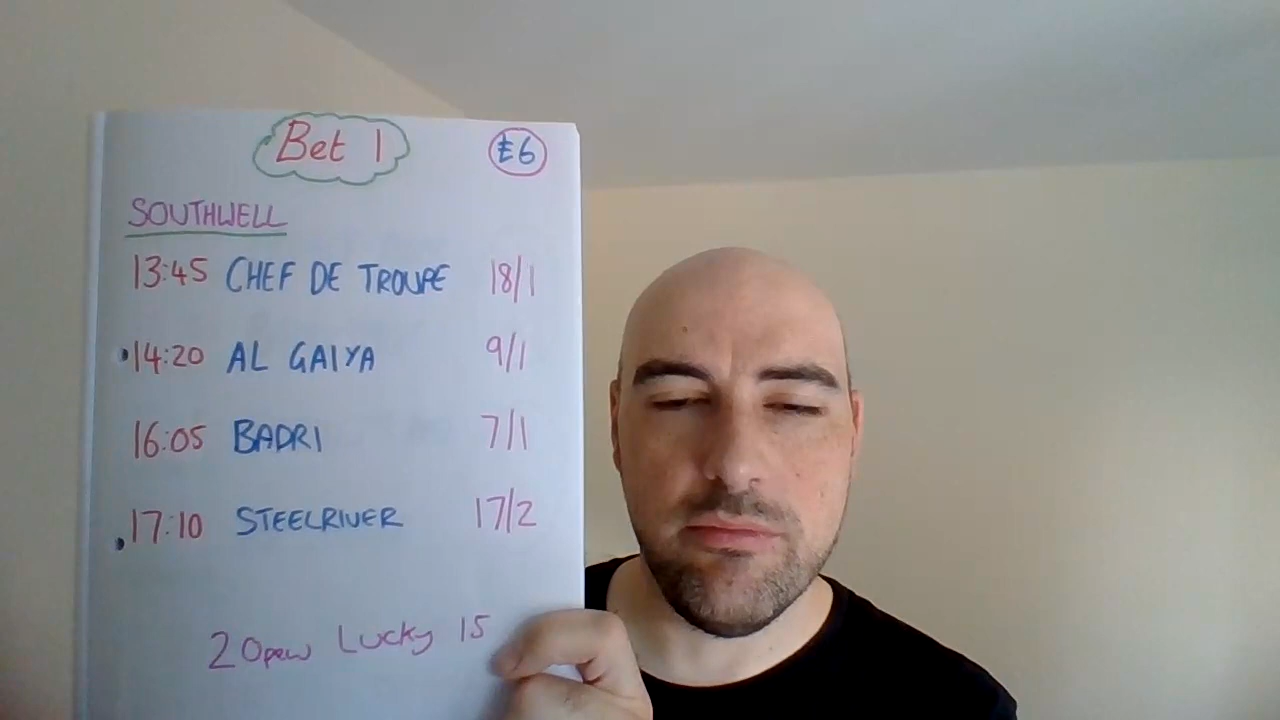 Bet 1 £6
SOUTHWELL
13:45 CHEF DE TROUPE 18/1
14:20 AL GAIYA 9/1
16:05 BADRI 7/1
17:10 STEELRIVER 17/2
20pew Lucky 15